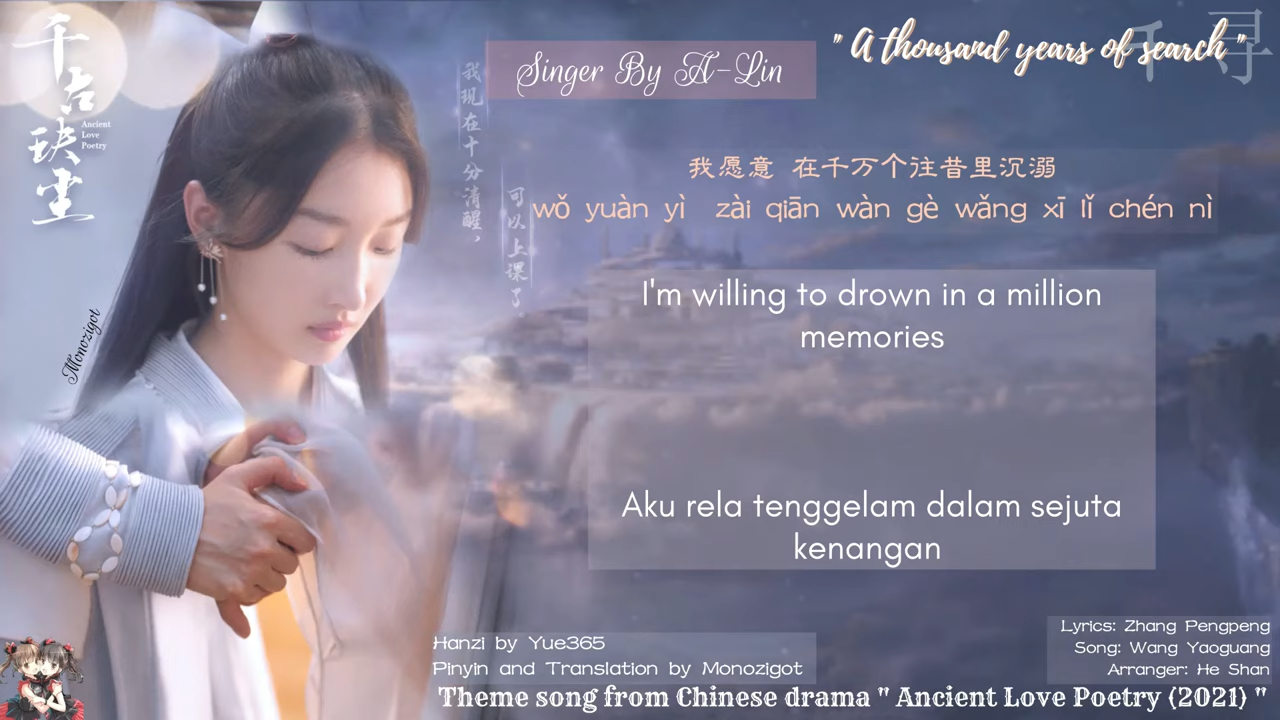 千古玦尘
Ancient
Love
Poetry
Singer By A-Lin
" A thousand years of search "
千寻
我现在十分清醒，
可以上课了。
我愿意 在千万个注昔里沉溺
wǒ yuàn yì zài qiān wàn gè wǎng xī lǐ chén nì
I'm willing to drown in a million
memories
Aku rela tenggelam dalam sejuta
kenangan
Monozigot
Hanzi by Yue365
Pinyin and Translation by Monozigot
Lyrics: Zhang Pengpeng
Song: Wang Yaoguang
Arranger: He Shan
Theme song from Chinese drama " Ancient Love Poetry (2021) "